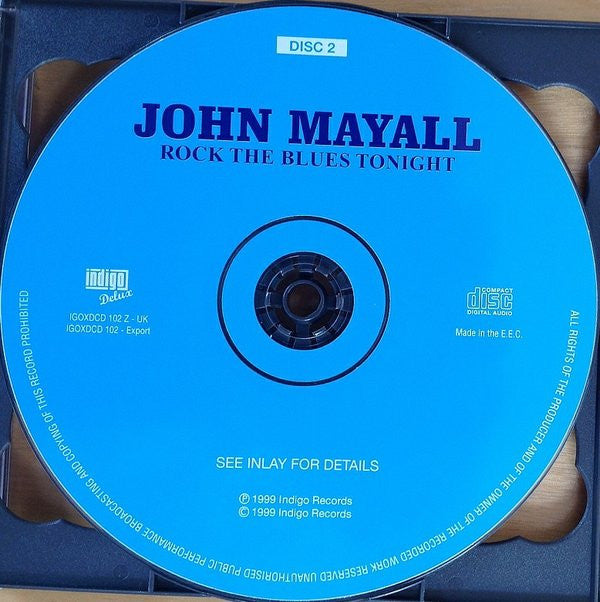 DISC 2
JOHN MAYALL
ROCK THE BLUES TONIGHT
indigo
Delux
IGOXDCD 102 Z - UK
IGOXDCD 102 - Export
COMPACT
disc
DIGITAL AUDIO
Made in the E.E.C.
SEE INLAY FOR DETAILS
℗ 1999 Indigo Records
© 1999 Indigo Records
ALL RIGHTS OF THE PRODUCER AND OF THE OWNER OF THE RECORDED WORK RESERVED UNAUTHORISED PUBLIC PERFORMANCE BROADCASTING AND COPYING OF THIS RECORD PROHIBITED